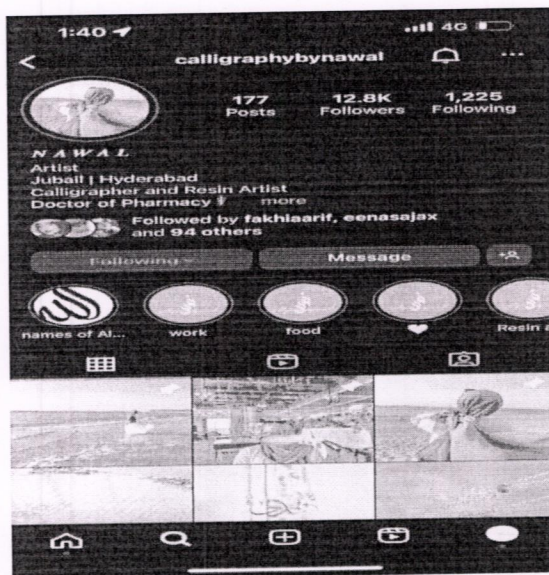 1:40 4G
calligraphybynawal
177 12.8K 1,225
Posts Followers Following
NAWAL
Artist
Jubail | Hyderabad
Calligrapher and Resin Artist
Doctor of Pharmacy more
Followed by fakhiaarif, eenasajax
and 94 others
Following Message
names of Al... work food Resin a